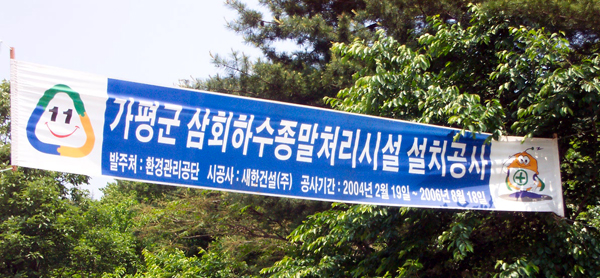 가평군 삼회하수종말처리시설 설치공사
발주처 : 환경관리공단 시공사 : 새한건설(주) 공사기간 : 2004년 2월 19일 ~ 2006년 8월 18일